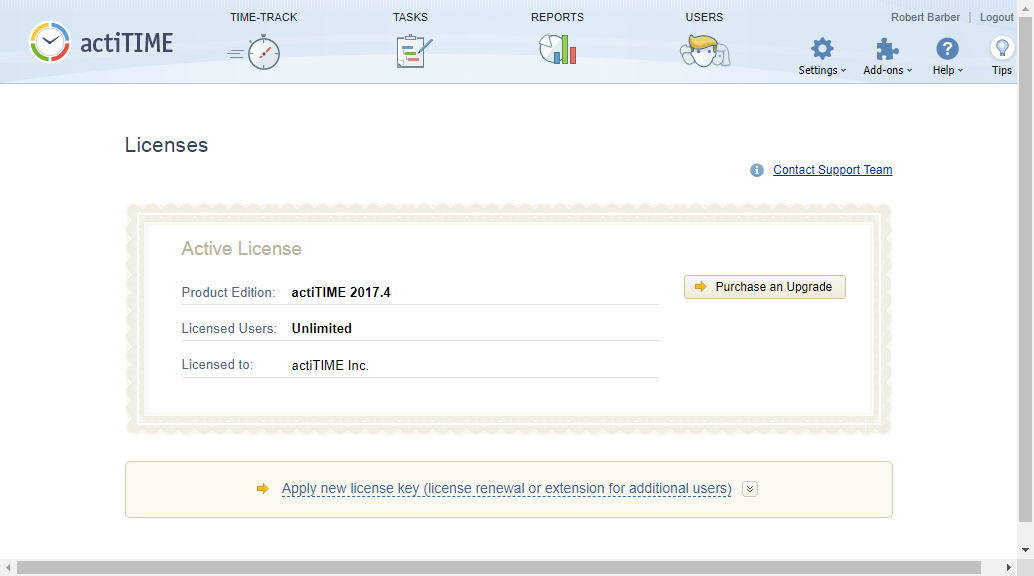 actiTIME
TIME-TRACK
TASKS
REPORTS
USERS
Robert Barber | Logout
Settings
Add-ons
Help
Tips
Licenses
Contact Support Team
Active License
Product Edition: actiTIME 2017.4
Purchase an Upgrade
Licensed Users: Unlimited
Licensed to: actiTIME Inc.
Apply new license key (license renewal or extension for additional users)